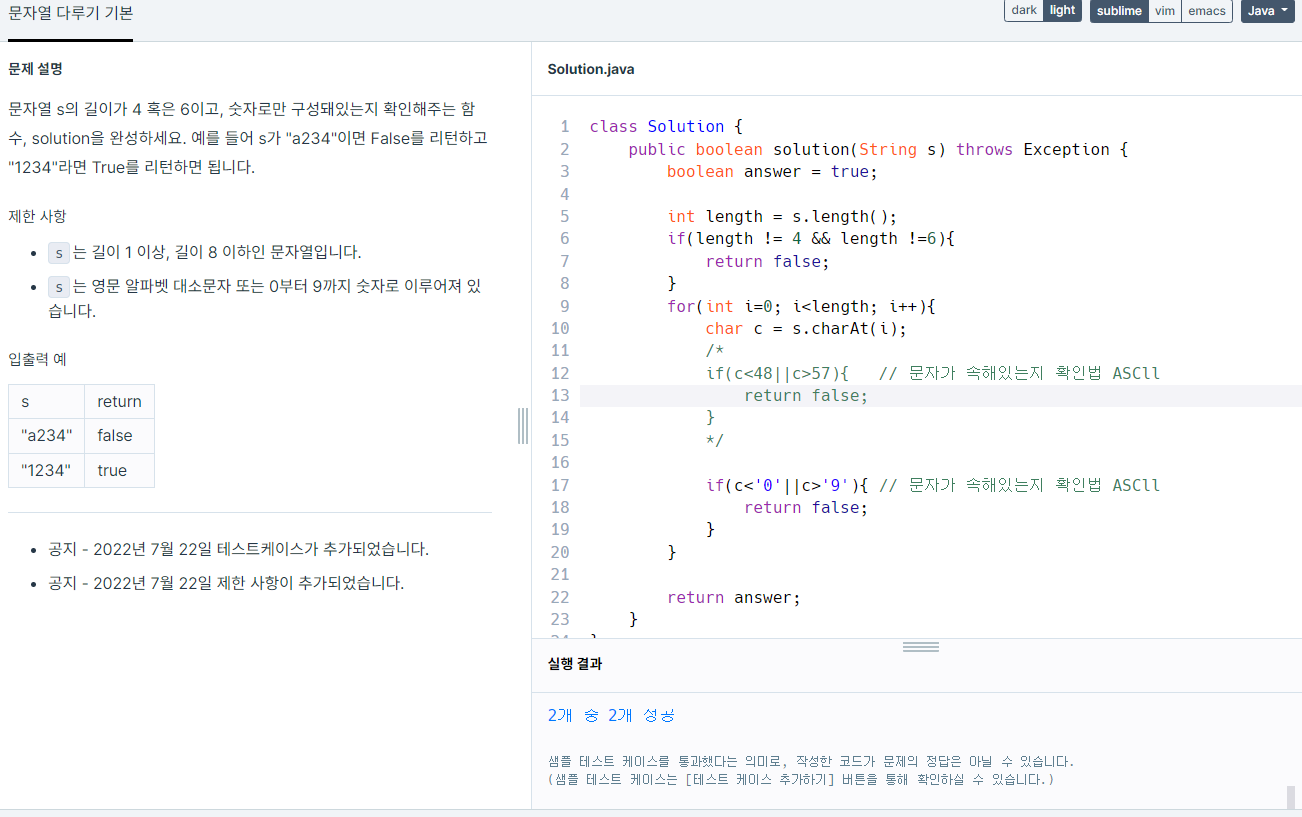 문자열 다루기 기본
dark light sublime vim emacs Java
문제 설명
문자열 s의 길이가 4 혹은 6이고, 숫자로만 구성돼있는지 확인해주는 함
수, solution을 완성하세요. 예를 들어 s가 "a234"이면 False를 리턴하고
"1234"라면 True를 리턴하면 됩니다.
제한 사항
s 는 길이 1 이상, 길이 8 이하인 문자열입니다.
s 는 영문 알파벳 대소문자 또는 0부터 9까지 숫자로 이루어져 있
습니다.
입출력 예
s return
"a234" false
"1234" true
공지 - 2022년 7월 22일 테스트케이스가 추가되었습니다.
공지 - 2022년 7월 22일 제한 사항이 추가되었습니다.
Solution.java
1 class Solution {
2 public boolean solution(String s) throws Exception {
3 boolean answer = true;
4
5 int length = s.length();
6 if(length != 4 && length !=6){
7 return false;
8 }
9 for(int i=0; i<length; i++){
10 char c = s.charAt(i);
11 /*
12 if(c<48||c>57){ // 문자가 속해있는지 확인법 ASCll
13 return false;
14 }
15 */
16
17 if(c<'0'||c>'9'){ // 문자가 속해있는지 확인법 ASCll
18 return false;
19 }
20 }
21
22 return answer;
23 }
24 }
실행 결과
2개 중 2개 성공
샘플 테스트 케이스를 통과했다는 의미로, 작성한 코드가 문제의 정답은 아닐 수 있습니다.
(샘플 테스트 케이스는 [테스트 케이스 추가하기] 버튼을 통해 확인하실 수 있습니다.)